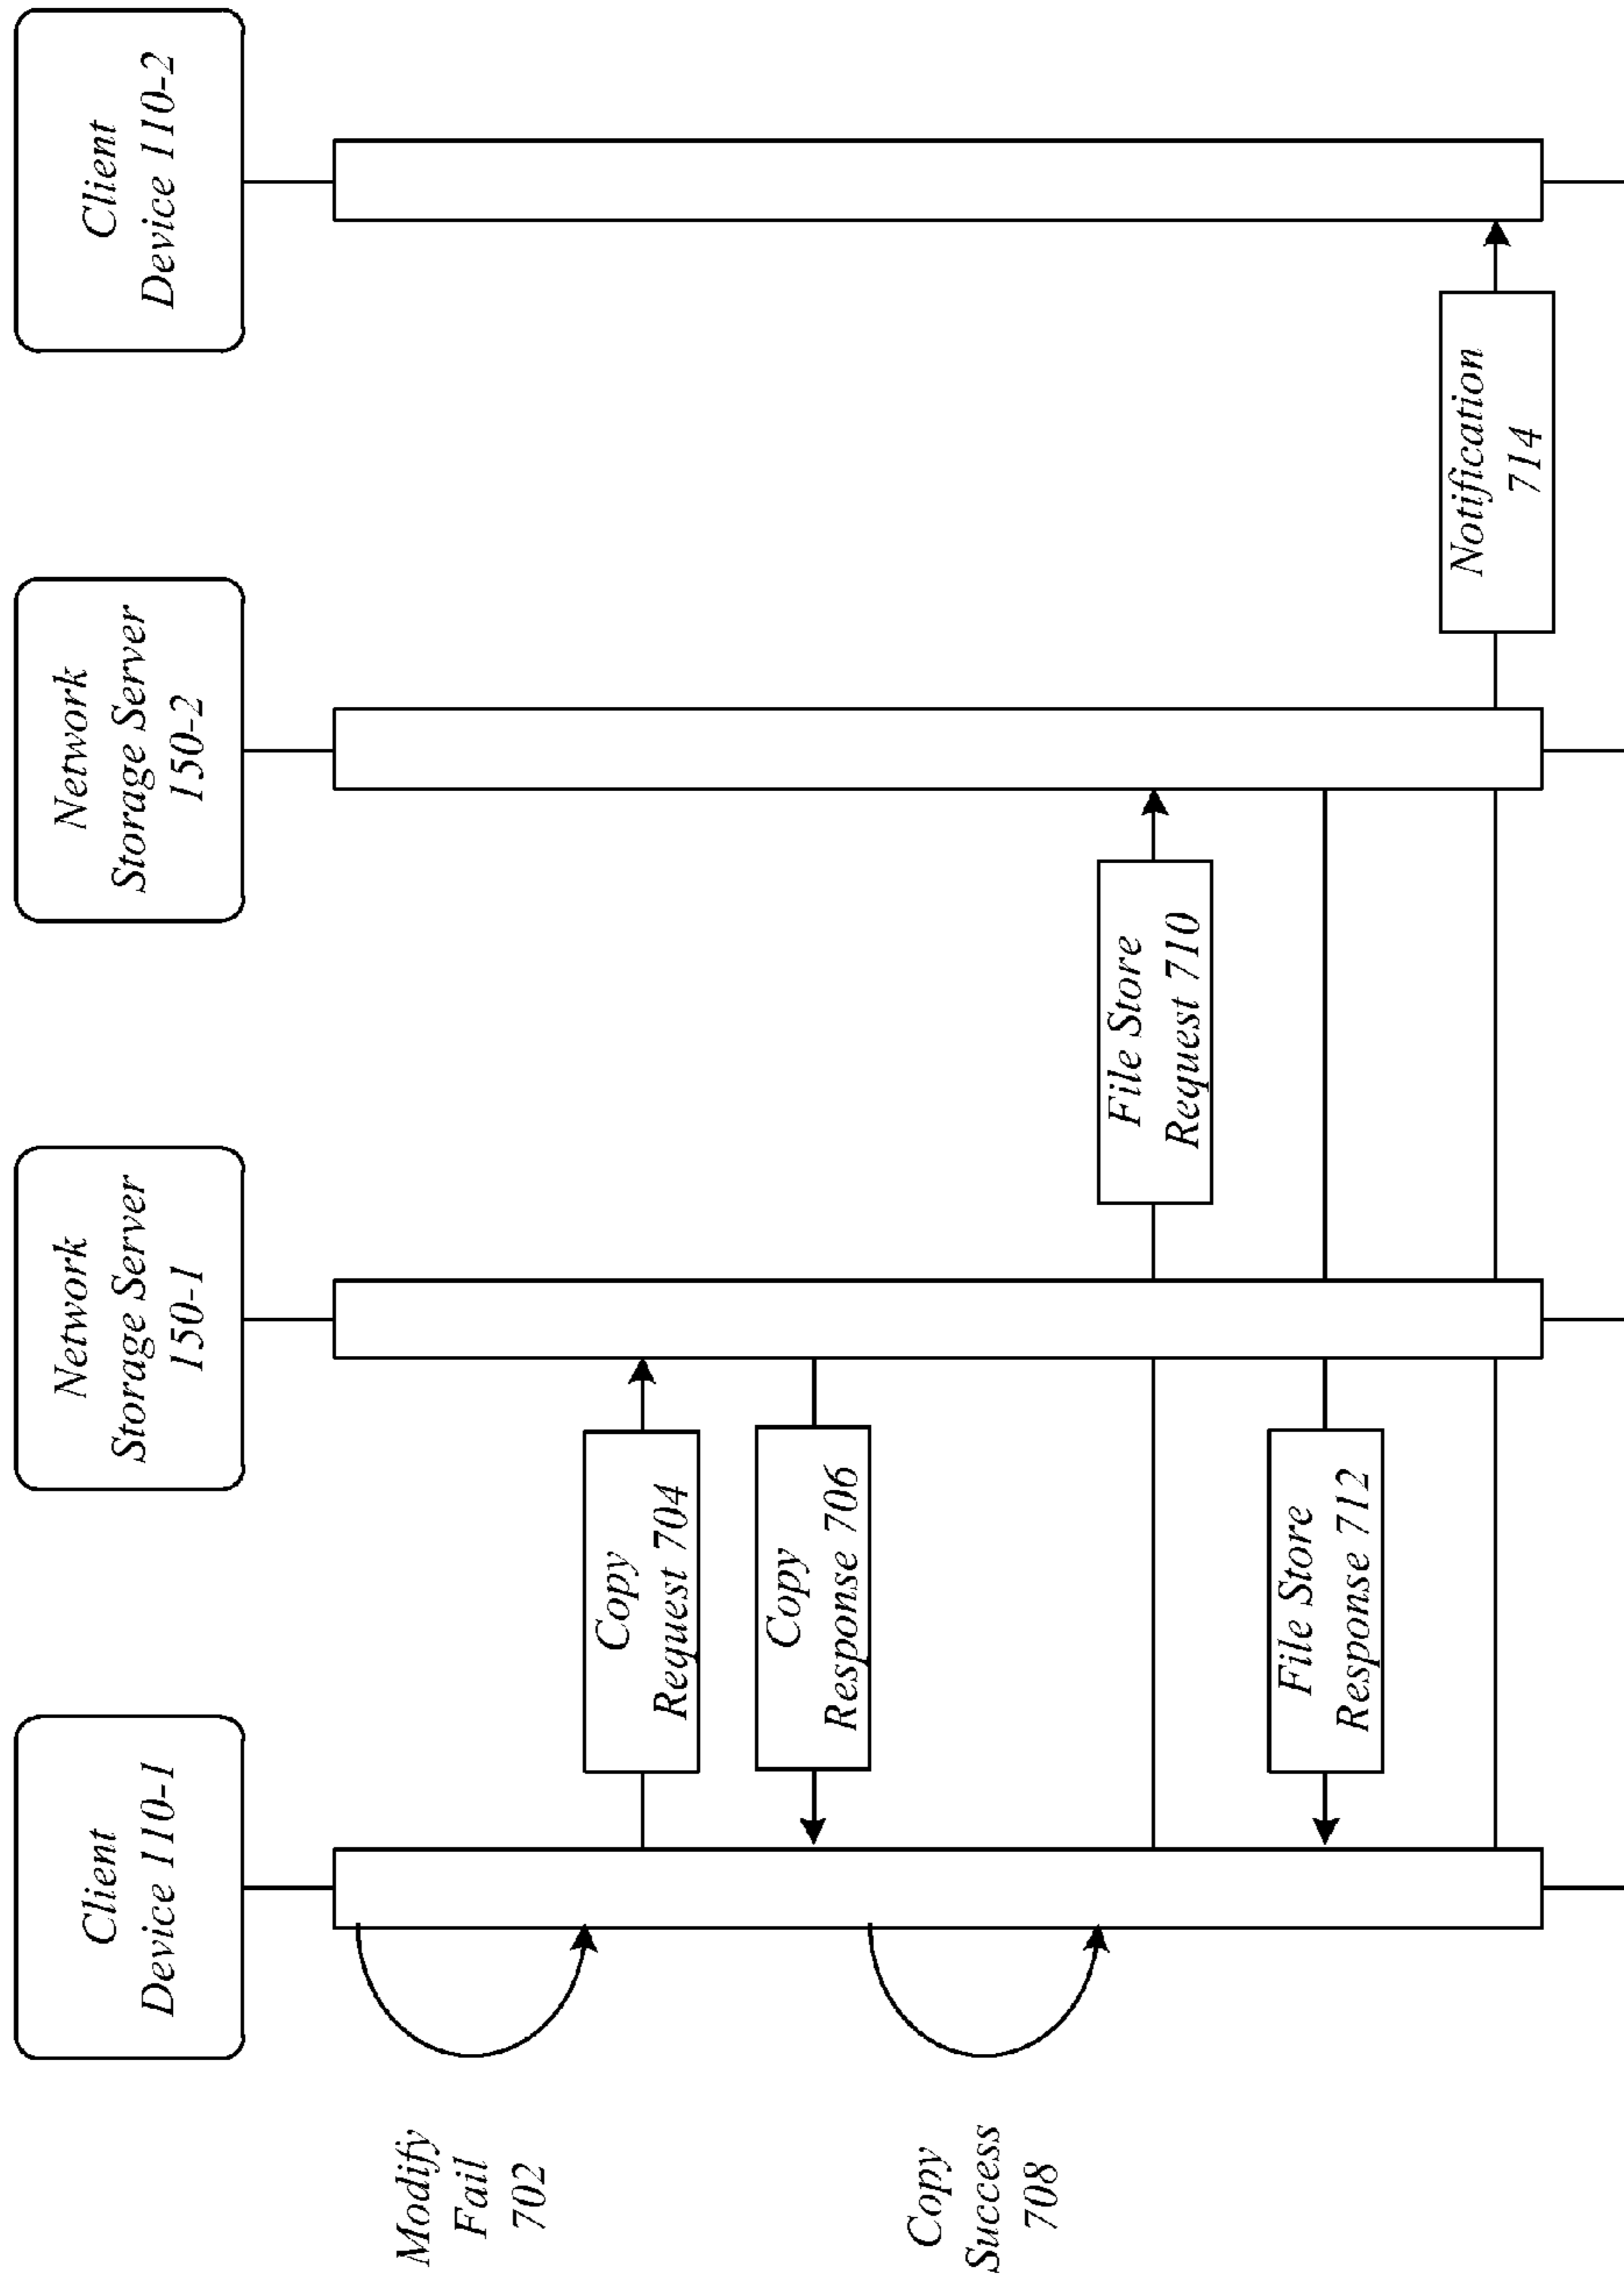 Client
Device 110-1
Network
Storage Server
150-1
Network
Storage Server
150-2
Client
Device 110-2
Modify
Fail
702
Copy
Request 704
Copy
Response 706
Copy
Success
708
File Store
Request 710
File Store
Response 712
Notification
714